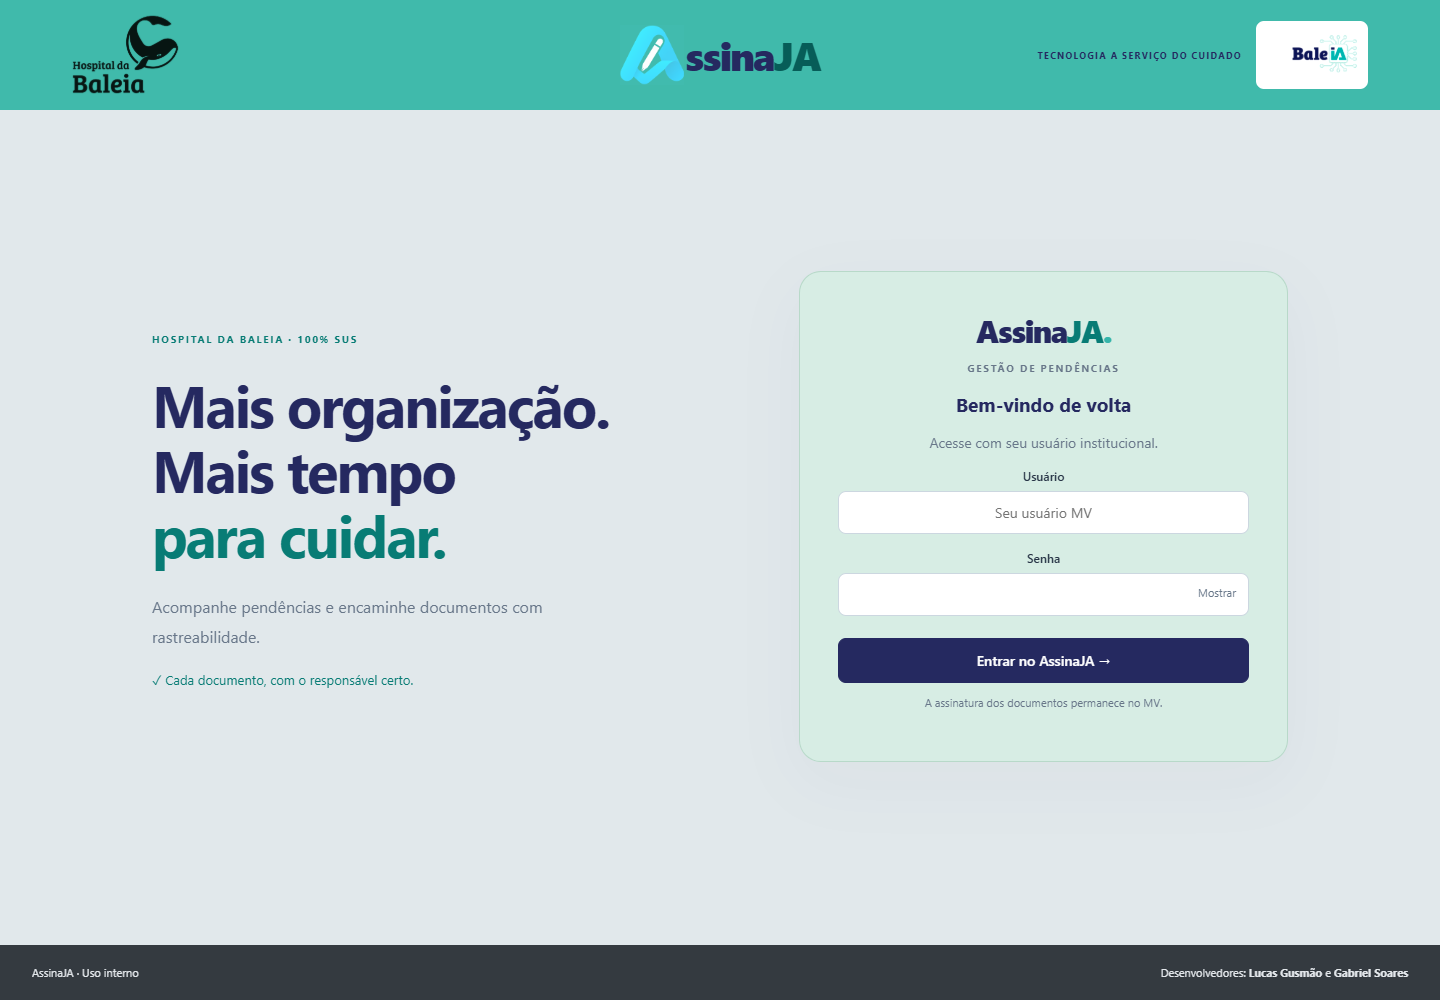 Hospital da
Baleia
AssinaJA
TECNOLOGIA A SERVIÇO DO CUIDADO
Bale iA
HOSPITAL DA BALEIA · 100% SUS
Mais organização.
Mais tempo
para cuidar.
Acompanhe pendências e encaminhe documentos com
rastreabilidade.
✓ Cada documento, com o responsável certo.
AssinaJA.
GESTÃO DE PENDÊNCIAS
Bem-vindo de volta
Acesse com seu usuário institucional.
Usuário
Seu usuário MV
Senha
Mostrar
Entrar no AssinaJA →
A assinatura dos documentos permanece no MV.
AssinaJA · Uso interno
Desenvolvedores: Lucas Gusmão e Gabriel Soares